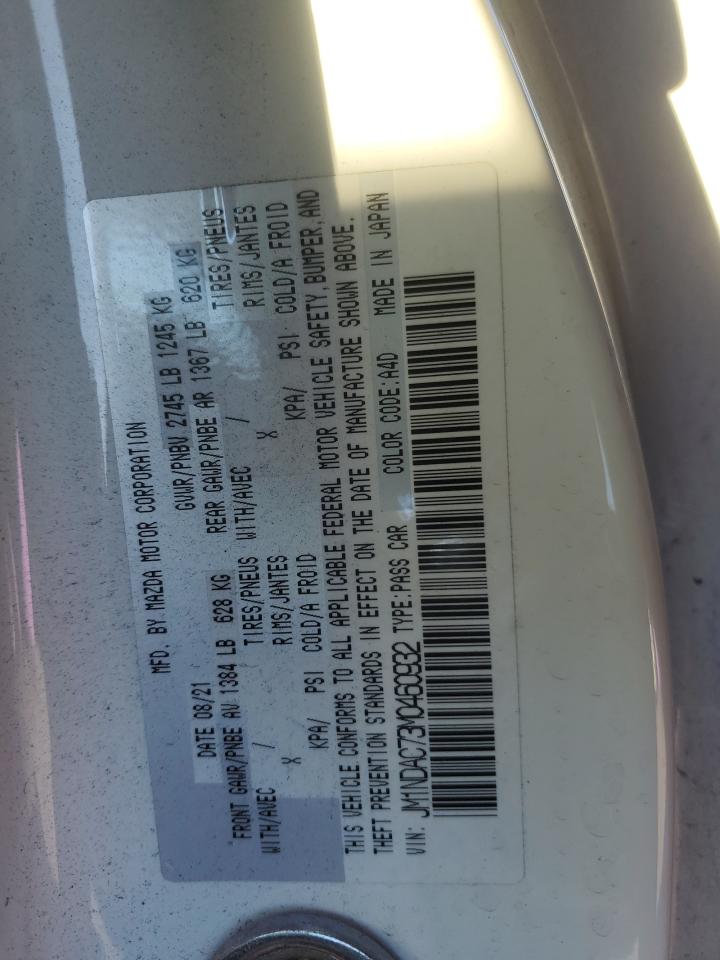 MFD. BY MAZDA MOTOR CORPORATION
DATE 08/21 GVWR/PNBV 2745 LB 1245 KG
FRONT GAWR/PNBE AV 1384 LB 628 KG REAR GAWR/PNBE AR 1367 LB 620 KG
WITH/AVEC / TIRES/PNEUS WITH/AVEC / TIRES/PNEUS
X RIMS/JANTES X RIMS/JANTES
KPA/ PSI COLD/A FROID KPA/ PSI COLD/A FROID
THIS VEHICLE CONFORMS TO ALL APPLICABLE FEDERAL MOTOR VEHICLE SAFETY,BUMPER,AND
THEFT PREVENTION STANDARDS IN EFFECT ON THE DATE OF MANUFACTURE SHOWN ABOVE.
VIN: JM1NDAC73M0460932 TYPE:PASS CAR COLOR CODE:A4D MADE IN JAPAN